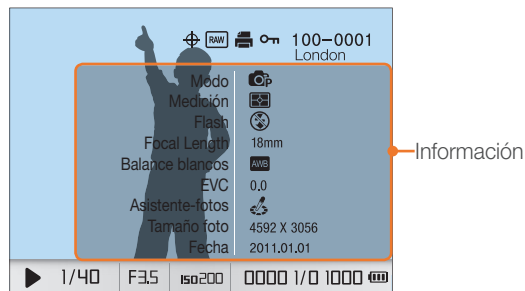 RAW 100-0001
London
Modo
Medición
Flash
Focal Length 18mm
Balance blancos AWB
EVC 0.0
Asistente-fotos
Tamaño foto 4592 X 3056
Fecha 2011.01.01
Información
1/40 F3.5 ISO200 0000 1/0 1000